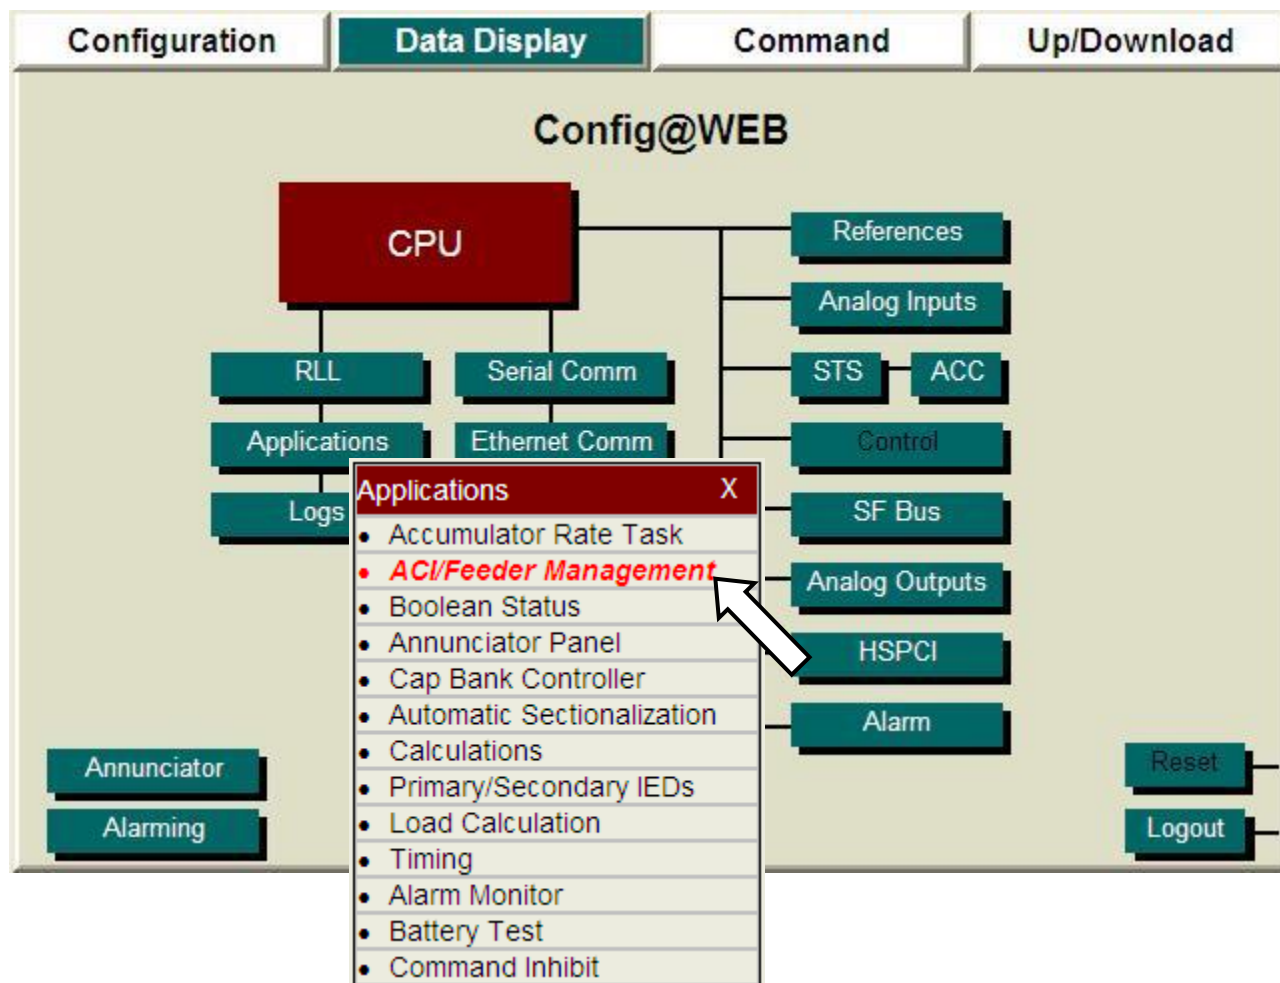 Configuration Data Display Command Up/Download
Config@WEB
CPU
References
Analog Inputs
RLL Serial Comm STS ACC
Applications Ethernet Comm Control
Logs SF Bus
Applications X
• Accumulator Rate Task
• ACI/Feeder Management
Analog Outputs
• Boolean Status
• Annunciator Panel
HSPCI
• Cap Bank Controller
• Automatic Sectionalization
Alarm
• Calculations
Annunciator
Reset
• Primary/Secondary IEDs
• Load Calculation
Alarming
Logout
• Timing
• Alarm Monitor
• Battery Test
• Command Inhibit